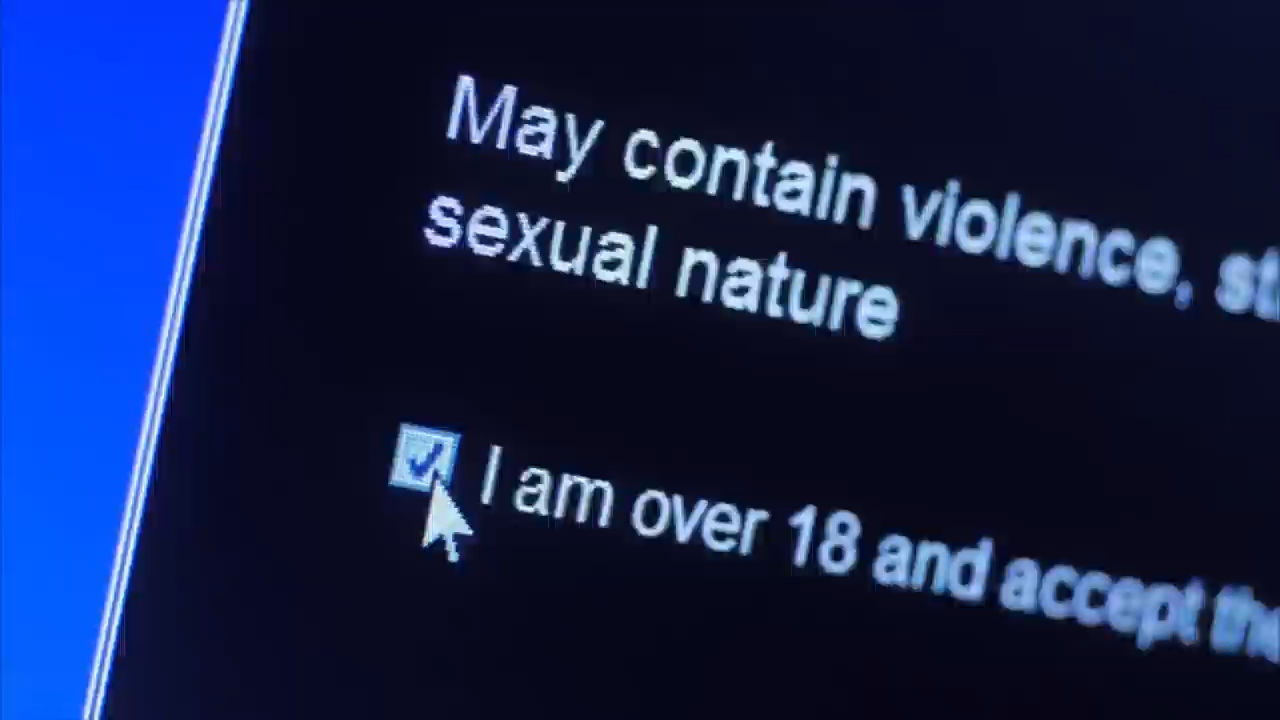 May contain violence,
sexual nature
I am over 18 and accept